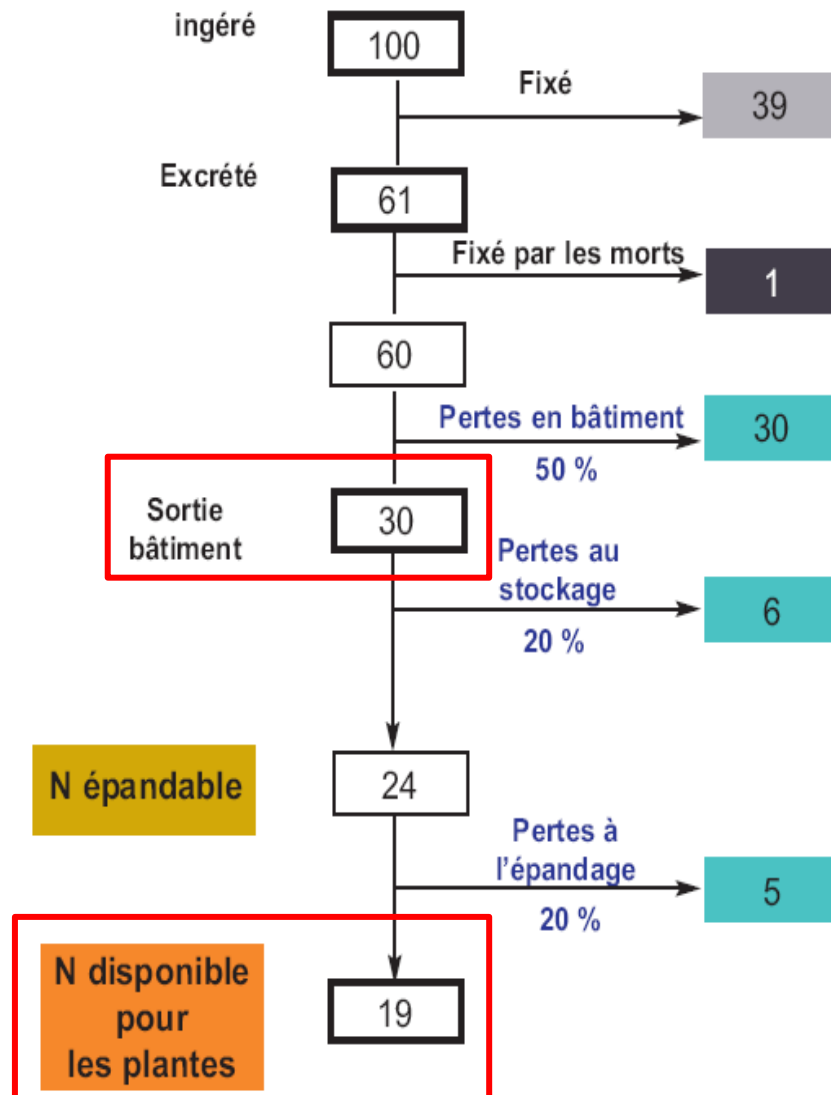 ingéré
100
Fixé
39
Excrété
61
Fixé par les morts
1
60
Pertes en bâtiment
30
50 %
Sortie
bâtiment
30
Pertes au
stockage
6
20 %
N épandable
24
Pertes à
l'épandage
5
20 %
N disponible
pour
les plantes
19